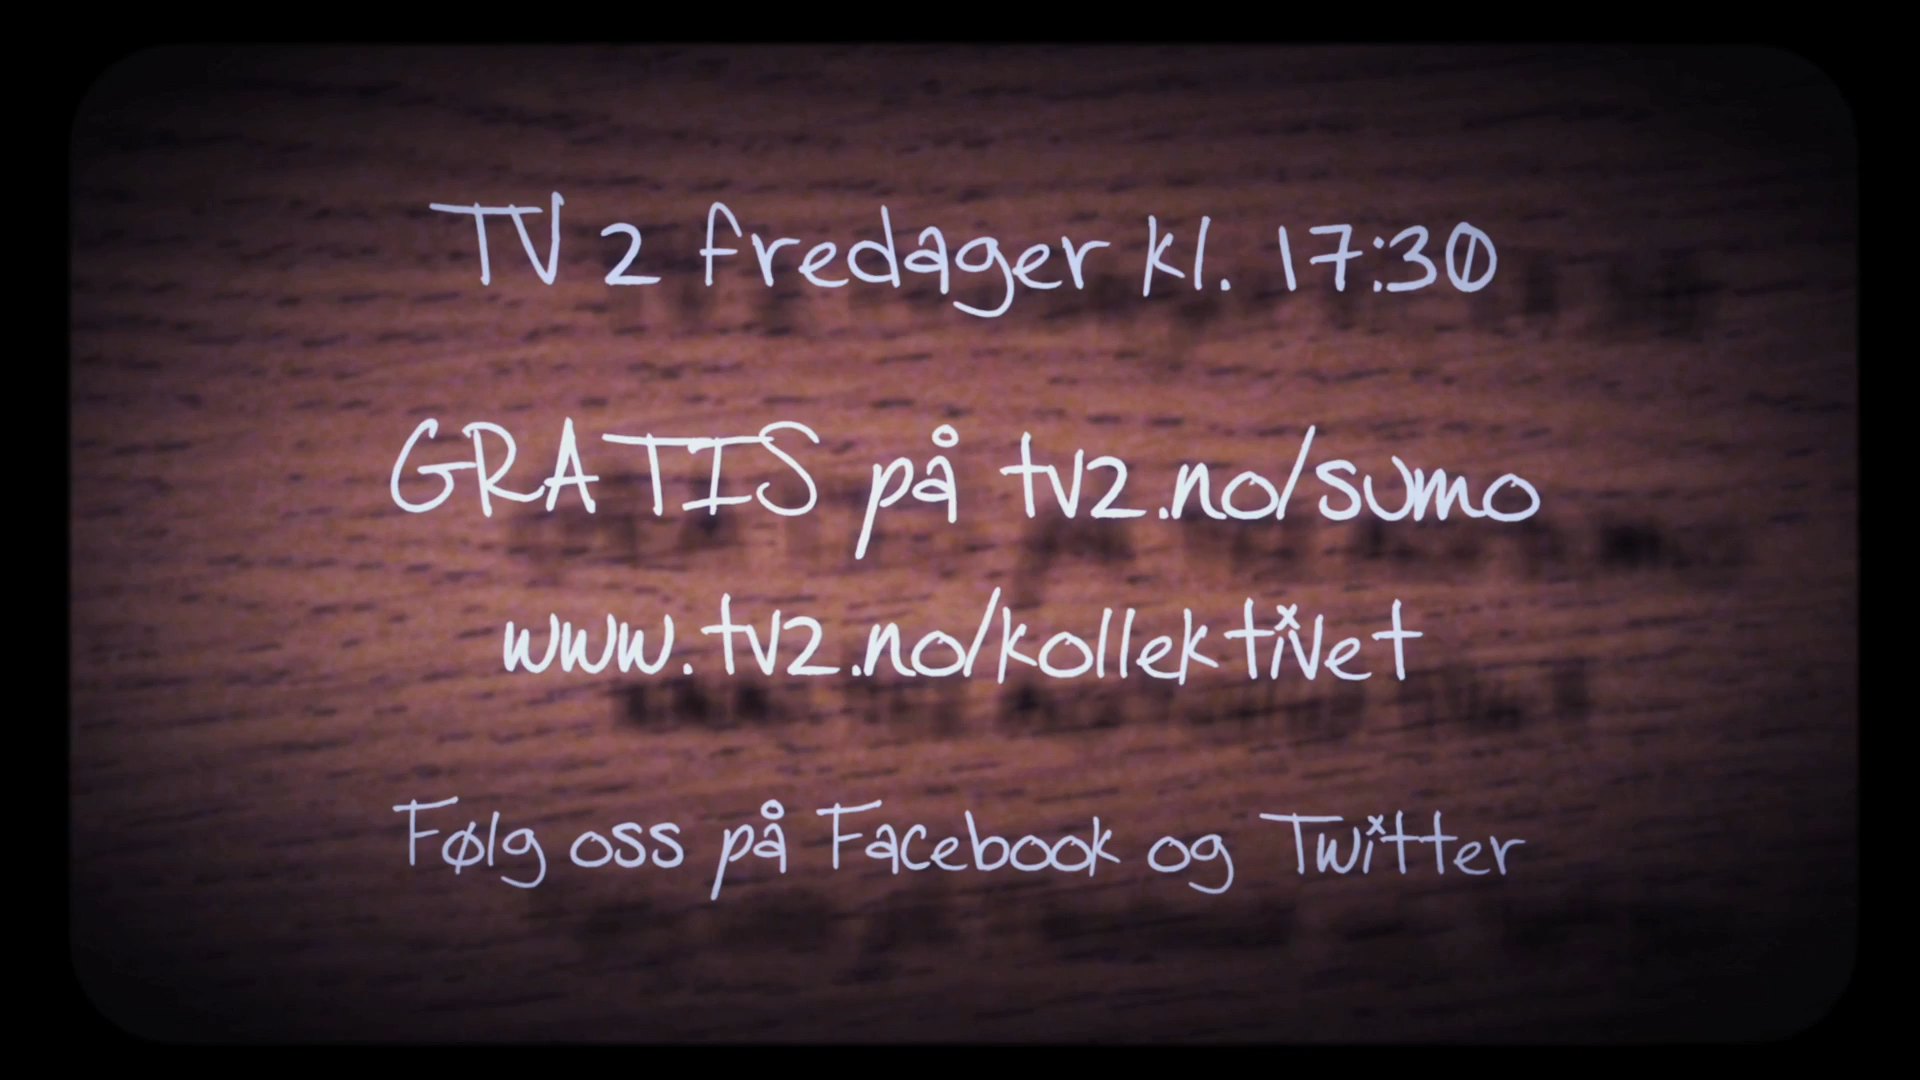 TV 2 fredager kl. 17:30
GRATIS på tv2.no/sumo
www.tv2.no/kollektivet
Følg oss på Facebook og Twitter